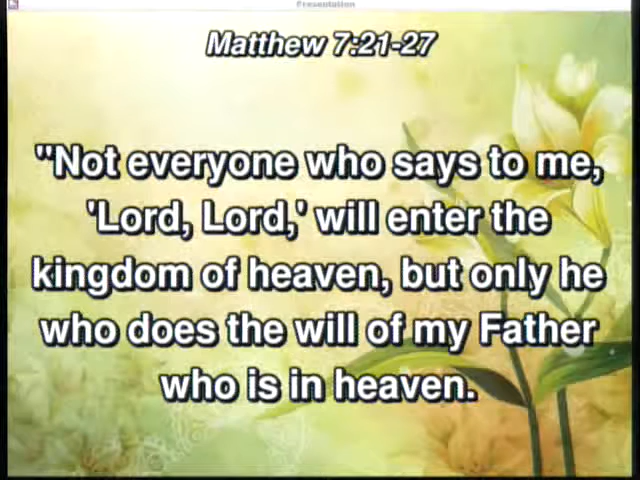 Presentation
Matthew 7:21-27
"Not everyone who says to me,
'Lord, Lord,' will enter the
kingdom of heaven, but only he
who does the will of my Father
who is in heaven.